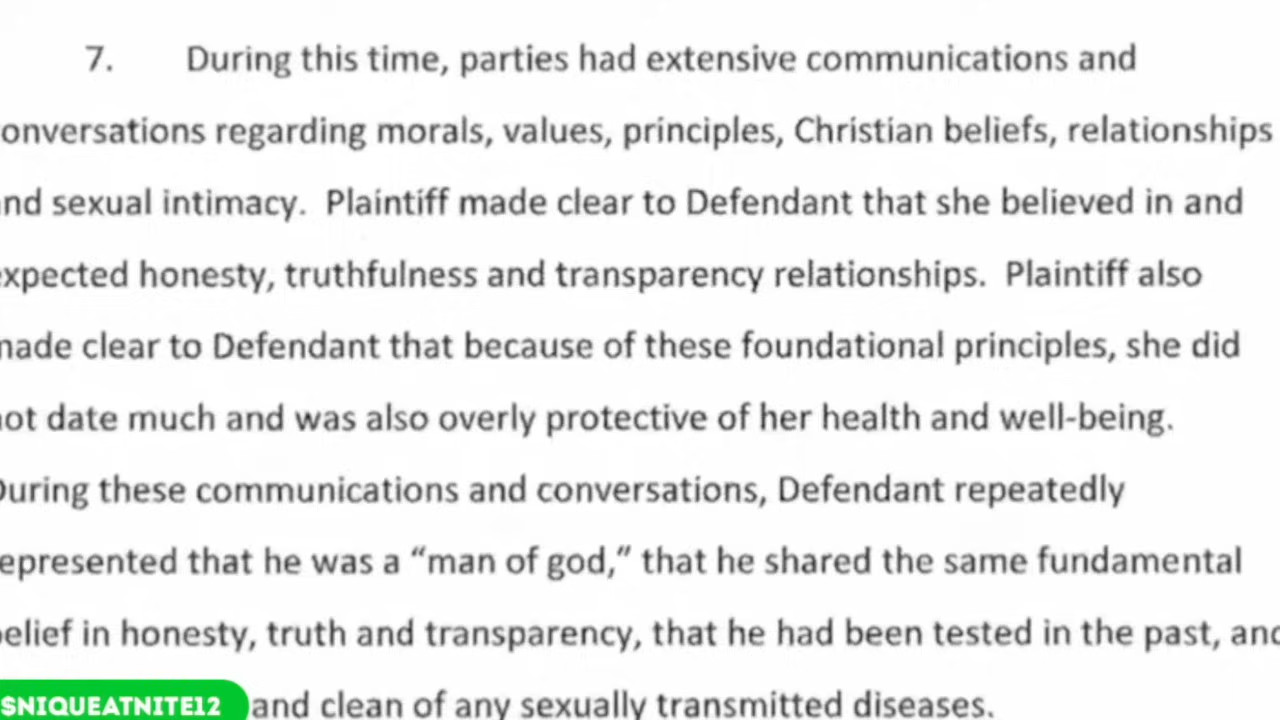 7. During this time, parties had extensive communications and
onversations regarding morals, values, principles, Christian beliefs, relationships
nd sexual intimacy. Plaintiff made clear to Defendant that she believed in and
xpected honesty, truthfulness and transparency relationships. Plaintiff also
made clear to Defendant that because of these foundational principles, she did
ot date much and was also overly protective of her health and well-being.
During these communications and conversations, Defendant repeatedly
epresented that he was a “man of god,” that he shared the same fundamental
elief in honesty, truth and transparency, that he had been tested in the past, and
$NIQUEATNITE12 and clean of any sexually transmitted diseases.